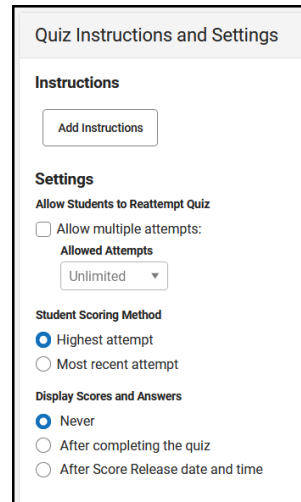 Quiz Instructions and Settings
Instructions
Add Instructions
Settings
Allow Students to Reattempt Quiz
Allow multiple attempts:
Allowed Attempts
Unlimited
Student Scoring Method
Highest attempt
Most recent attempt
Display Scores and Answers
Never
After completing the quiz
After Score Release date and time